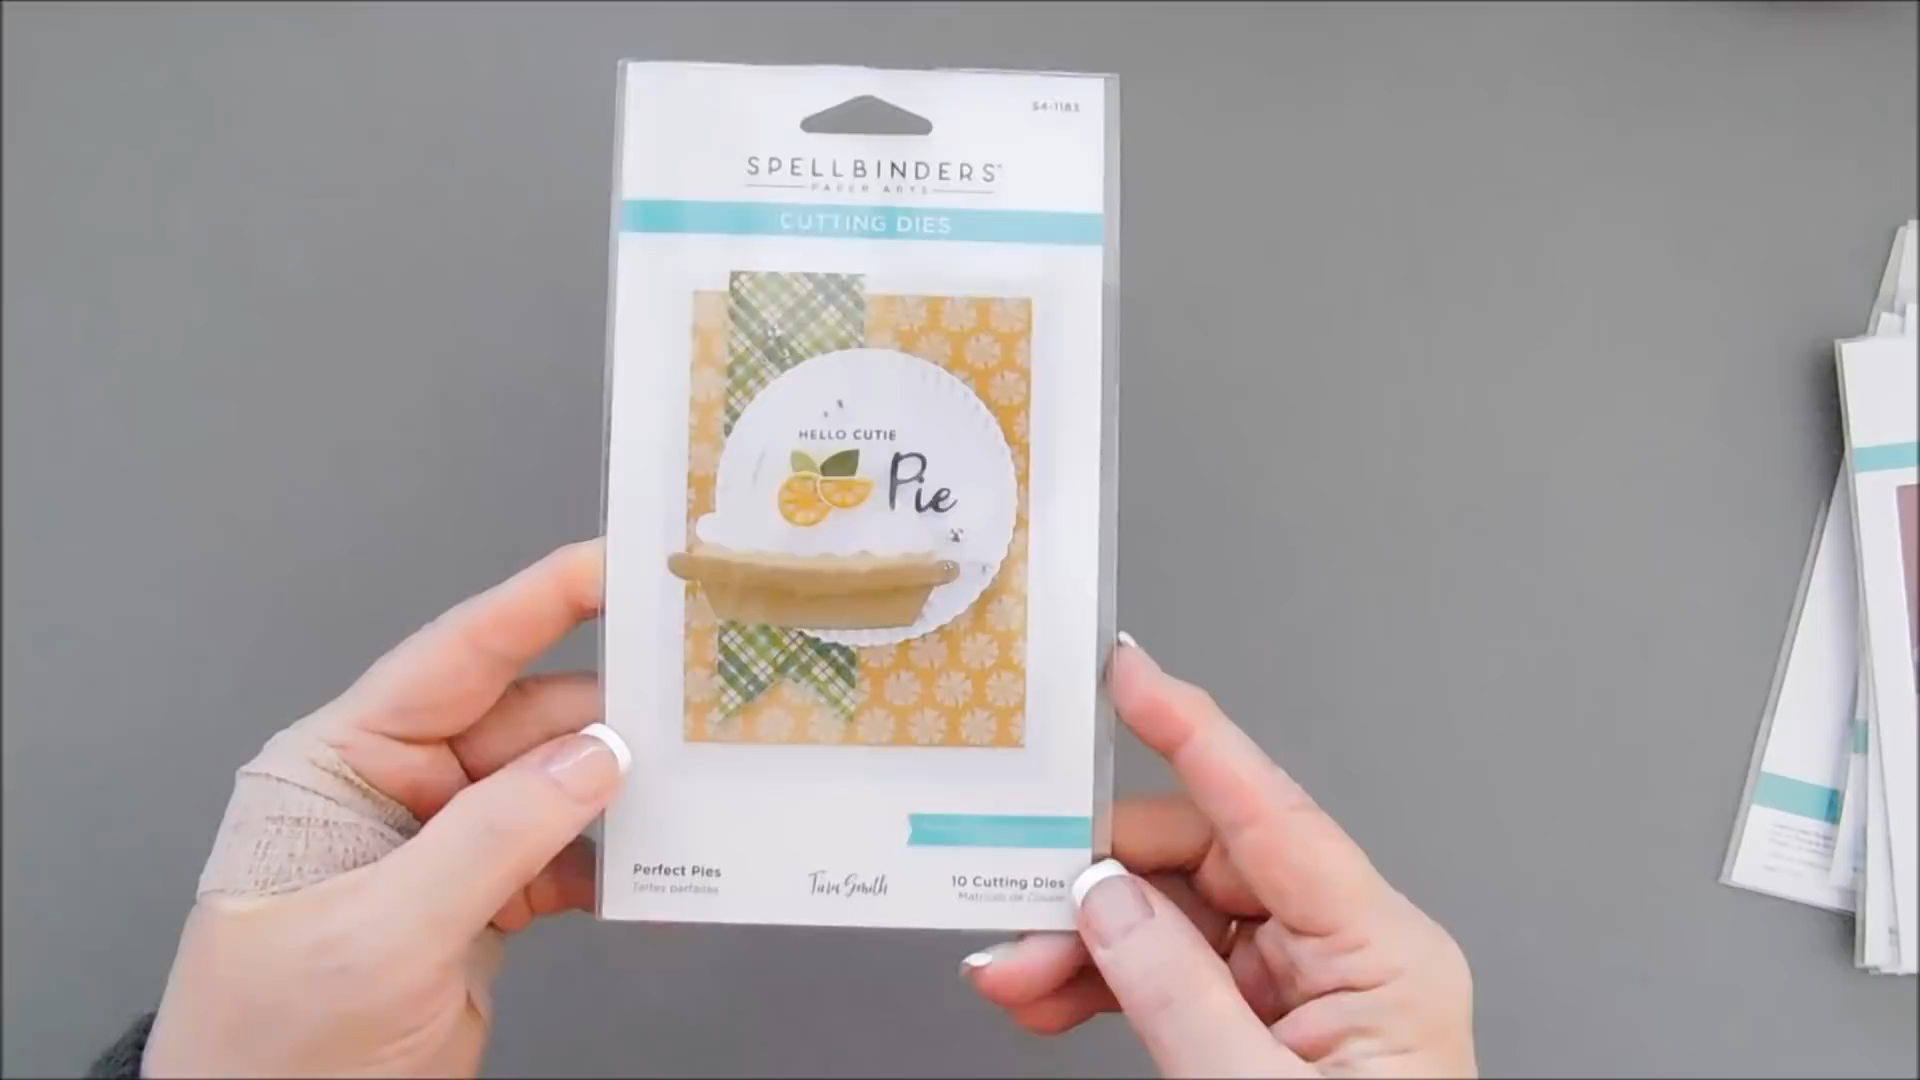 S4-1183
SPELLBINDERS
PAPER ARTS
CUTTING DIES
HELLO CUTIE
Pie
Perfect Pies
Tartes parfaites
Tina Smith
10 Cutting Dies
Matrices de Coupe